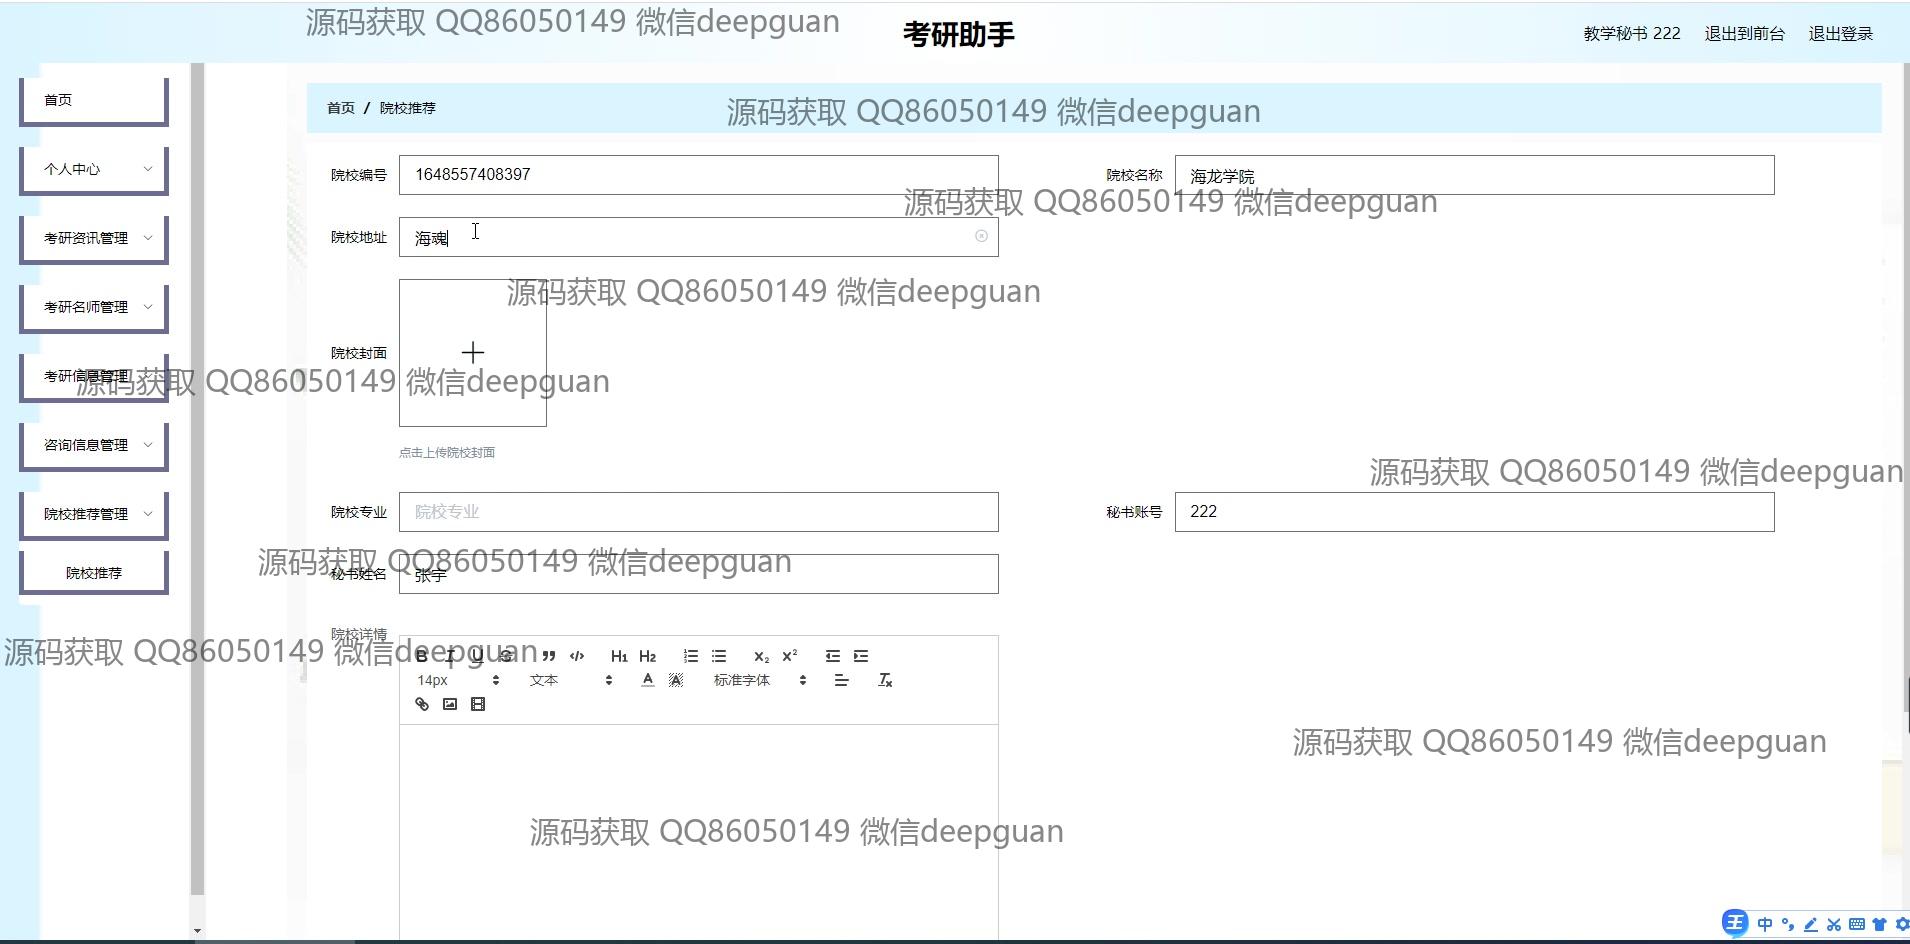 源码获取 QQ86050149 微信deepguan
考研助手
教学秘书 222 退出到前台 退出登录
首页
个人中心
考研资讯管理
考研名师管理
考研信息管理
咨询信息管理
院校推荐管理
院校推荐
首页 / 院校推荐
源码获取 QQ86050149 微信deepguan
院校编号 1648557408397
院校名称 海龙学院
源码获取 QQ86050149 微信deepguan
院校地址 海魂
源码获取 QQ86050149 微信deepguan
院校封面
源码获取 QQ86050149 微信deepguan
点击上传院校封面
源码获取 QQ86050149 微信deepguan
院校专业 院校专业
秘书账号 222
源码获取 QQ86050149 微信deepguan
秘书姓名 张宇
院校详情
源码获取 QQ86050149 微信deepguan
B I U S ” </> H1 H2 X2 X2
14px 文本 A A 标准字体 Tx
源码获取 QQ86050149 微信deepguan
源码获取 QQ86050149 微信deepguan
王 中